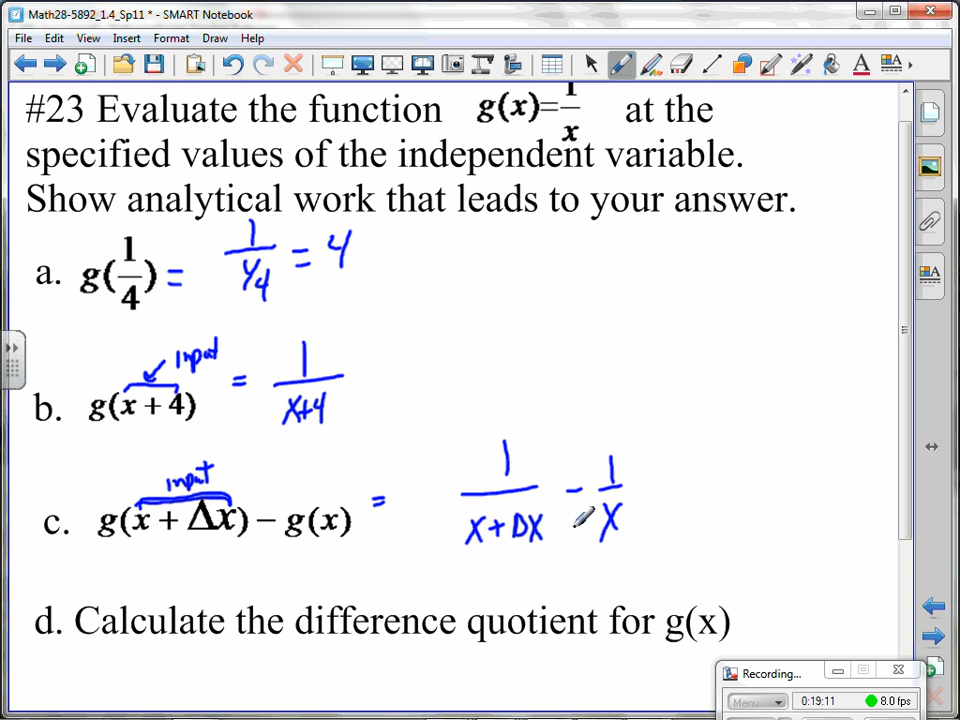 Math28-5892_1.4_Sp11 * - SMART Notebook
File Edit View Insert Format Draw Help
#23 Evaluate the function g(x)=1/x at the
specified values of the independent variable.
Show analytical work that leads to your answer.
a. g(1/4) = 1/(1/4) = 4
input
b. g(x + 4) = 1/(x+4)
input
c. g(x + Δx) − g(x) = 1/(x+Δx) − 1/x
d. Calculate the difference quotient for g(x)
Recording...
Menu 0:19:11 8.0 fps